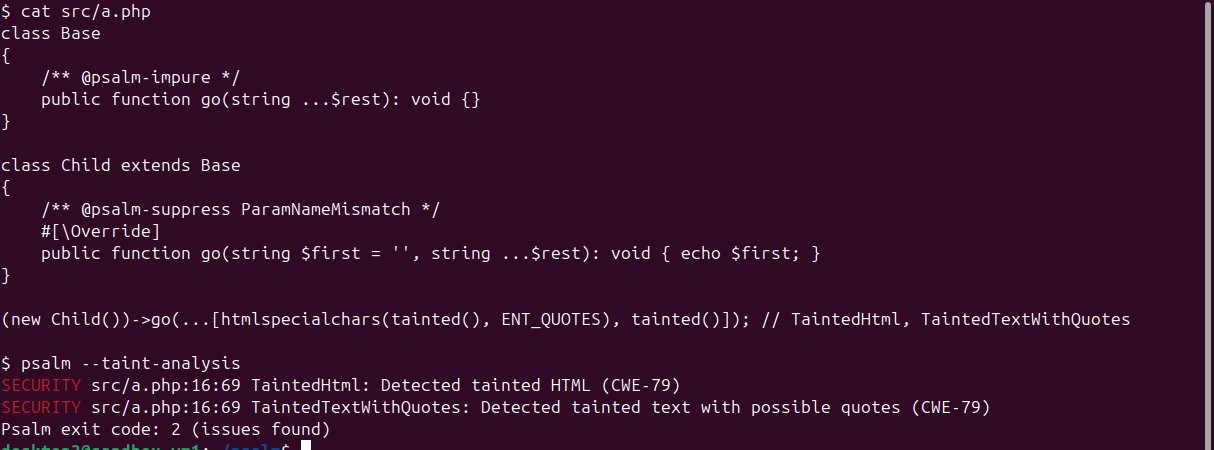 $ cat src/a.php
class Base
{
    /** @psalm-impure */
    public function go(string ...$rest): void {}
}

class Child extends Base
{
    /** @psalm-suppress ParamNameMismatch */
    #[\Override]
    public function go(string $first = '', string ...$rest): void { echo $first; }
}

(new Child())->go(...[htmlspecialchars(tainted(), ENT_QUOTES), tainted()]); // TaintedHtml, TaintedTextWithQuotes

$ psalm --taint-analysis
SECURITY src/a.php:16:69 TaintedHtml: Detected tainted HTML (CWE-79)
SECURITY src/a.php:16:69 TaintedTextWithQuotes: Detected tainted text with possible quotes (CWE-79)
Psalm exit code: 2 (issues found)